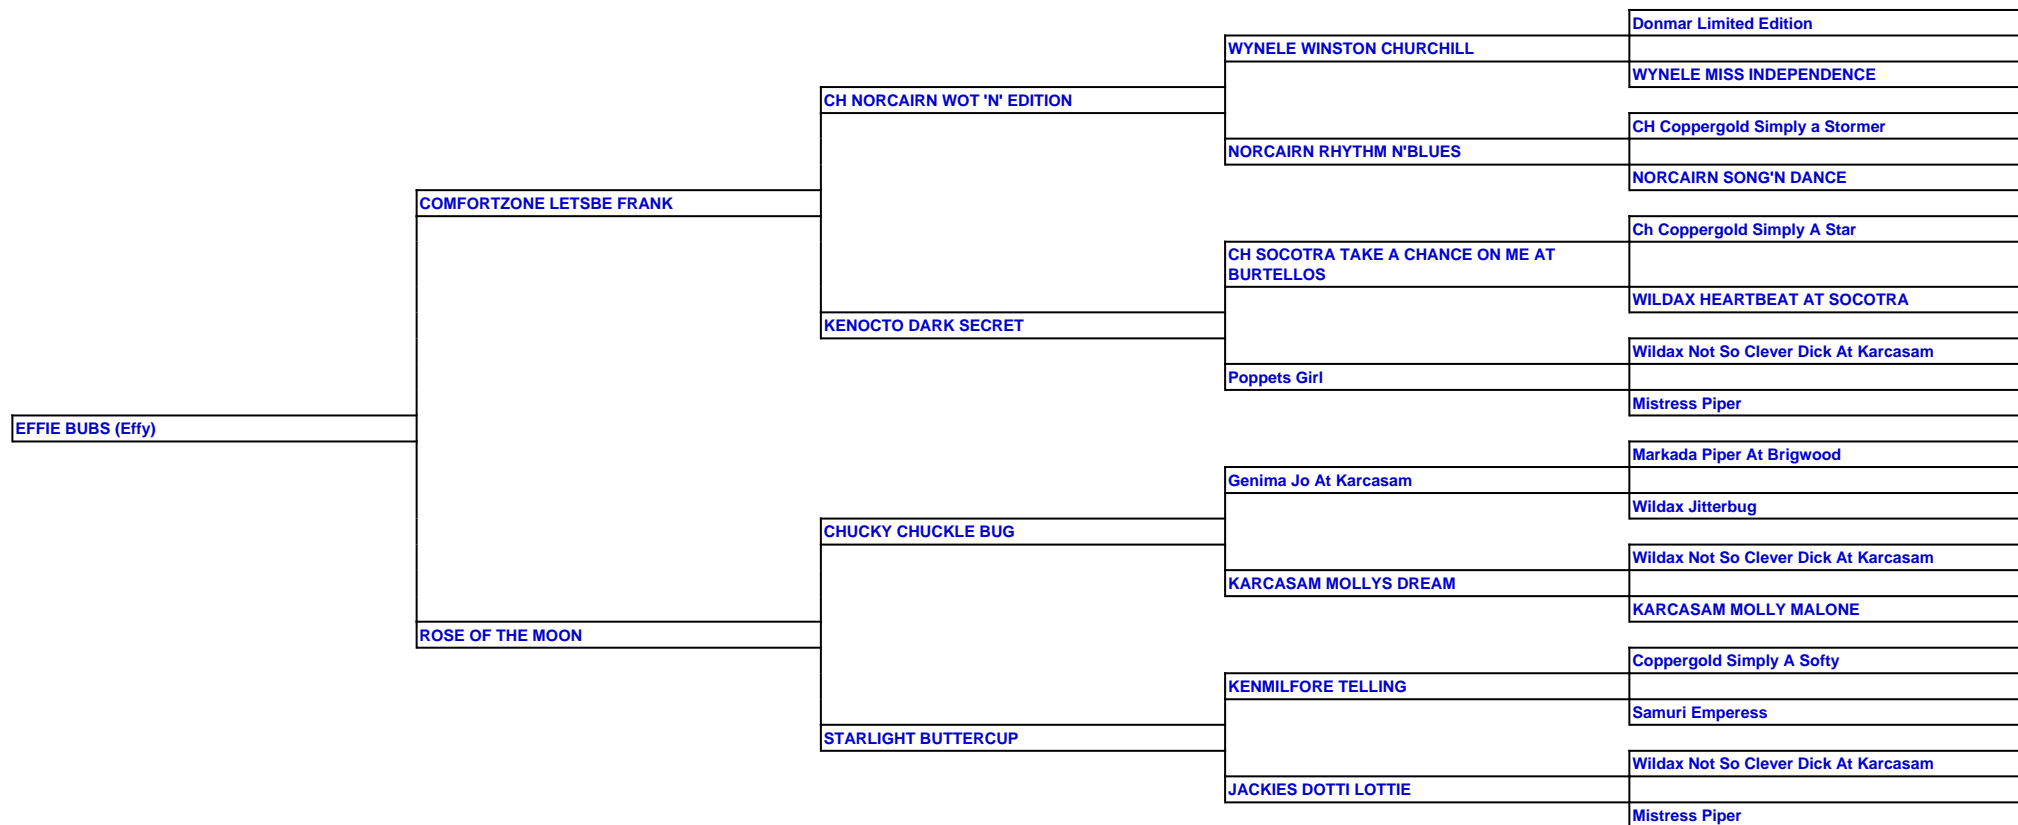 Donmar Limited Edition
WYNELE WINSTON CHURCHILL
WYNELE MISS INDEPENDENCE
CH NORCAIRN WOT 'N' EDITION
CH Coppergold Simply a Stormer
NORCAIRN RHYTHM N'BLUES
NORCAIRN SONG'N DANCE
COMFORTZONE LETSBE FRANK
Ch Coppergold Simply A Star
CH SOCOTRA TAKE A CHANCE ON ME AT
BURTELLOS
WILDAX HEARTBEAT AT SOCOTRA
KENOCTO DARK SECRET
Wildax Not So Clever Dick At Karcasam
Poppets Girl
Mistress Piper
EFFIE BUBS (Effy)
Markada Piper At Brigwood
Genima Jo At Karcasam
Wildax Jitterbug
CHUCKY CHUCKLE BUG
Wildax Not So Clever Dick At Karcasam
KARCASAM MOLLYS DREAM
KARCASAM MOLLY MALONE
ROSE OF THE MOON
Coppergold Simply A Softy
KENMILFORE TELLING
Samuri Emperess
STARLIGHT BUTTERCUP
Wildax Not So Clever Dick At Karcasam
JACKIES DOTTI LOTTIE
Mistress Piper